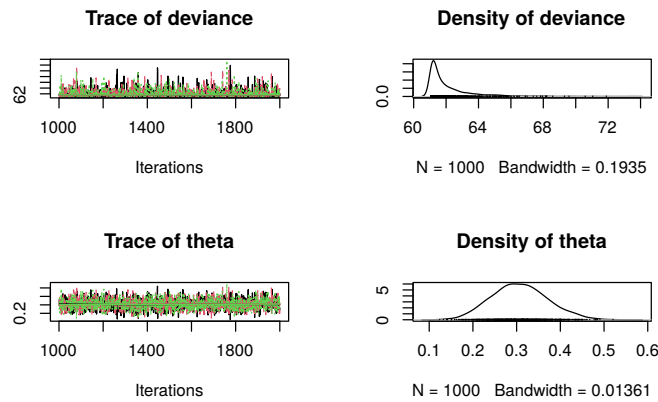 Trace of deviance
62
1000 1400 1800
Iterations
Density of deviance
0.0
60 64 68 72
N = 1000 Bandwidth = 0.1935
Trace of theta
0.2
1000 1400 1800
Iterations
Density of theta
0 5
0.1 0.2 0.3 0.4 0.5 0.6
N = 1000 Bandwidth = 0.01361